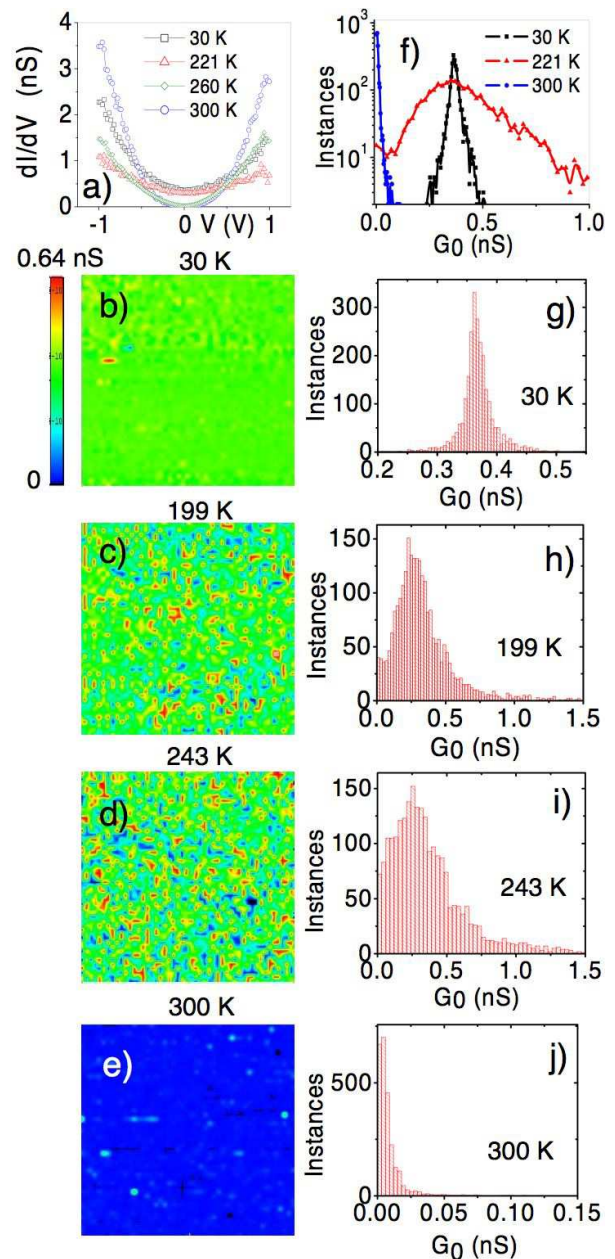 4
3
2
1
0
dI/dV (nS)
30 K
221 K
260 K
300 K
a)
-1 0 V (V) 1
10³
10²
10¹
Instances
f)
30 K
221 K
300 K
0.0 0.5 1.0
G₀ (nS)
0.64 nS
0
30 K
b)
300
200
100
0
Instances
g)
30 K
0.2 0.3 0.4 0.5
G₀ (nS)
199 K
c)
150
100
50
0
Instances
h)
199 K
0.0 0.5 1.0 1.5
G₀ (nS)
243 K
d)
150
100
50
0
Instances
i)
243 K
0.0 0.5 1.0 1.5
G₀ (nS)
300 K
e)
500
0
Instances
j)
300 K
0.00 0.05 0.10 0.15
G₀ (nS)